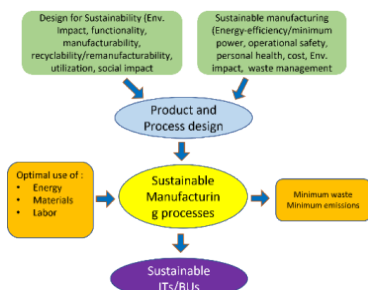 Design for Sustainability (Env.
Impact, functionality,
manufacturability,
recyclability/remanufacturability,
utilization, social impact
Sustainable manufacturing
(Energy-efficiency/minimum
power, operational safety,
personal health, cost, Env.
impact, waste management
Product and
Process design
Optimal use of :
• Energy
• Materials
• Labor
Sustainable
Manufacturin
g processes
Minimum waste
Minimum emissions
Sustainable
ITs/BUs